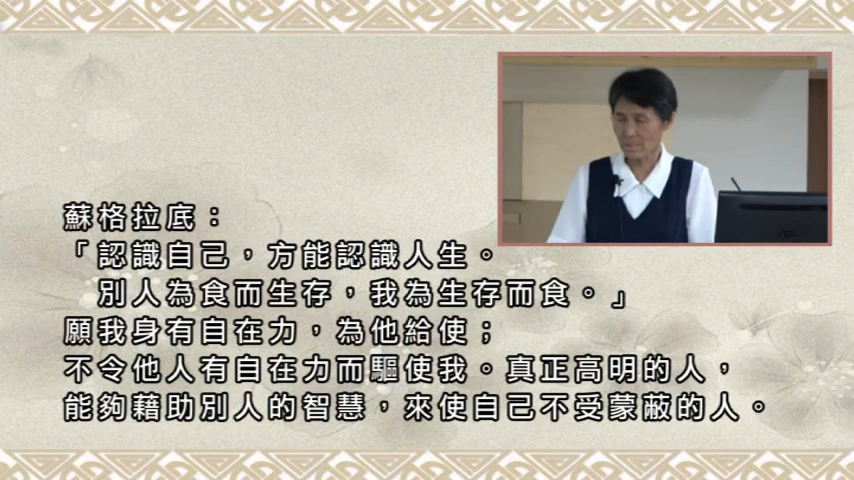 蘇格拉底：
「認識自己，方能認識人生。
別人為食而生存，我為生存而食。」
願我身有自在力，為他給使；
不令他人有自在力而驅使我。真正高明的人，
能夠藉助別人的智慧，來使自己不受蒙蔽的人。